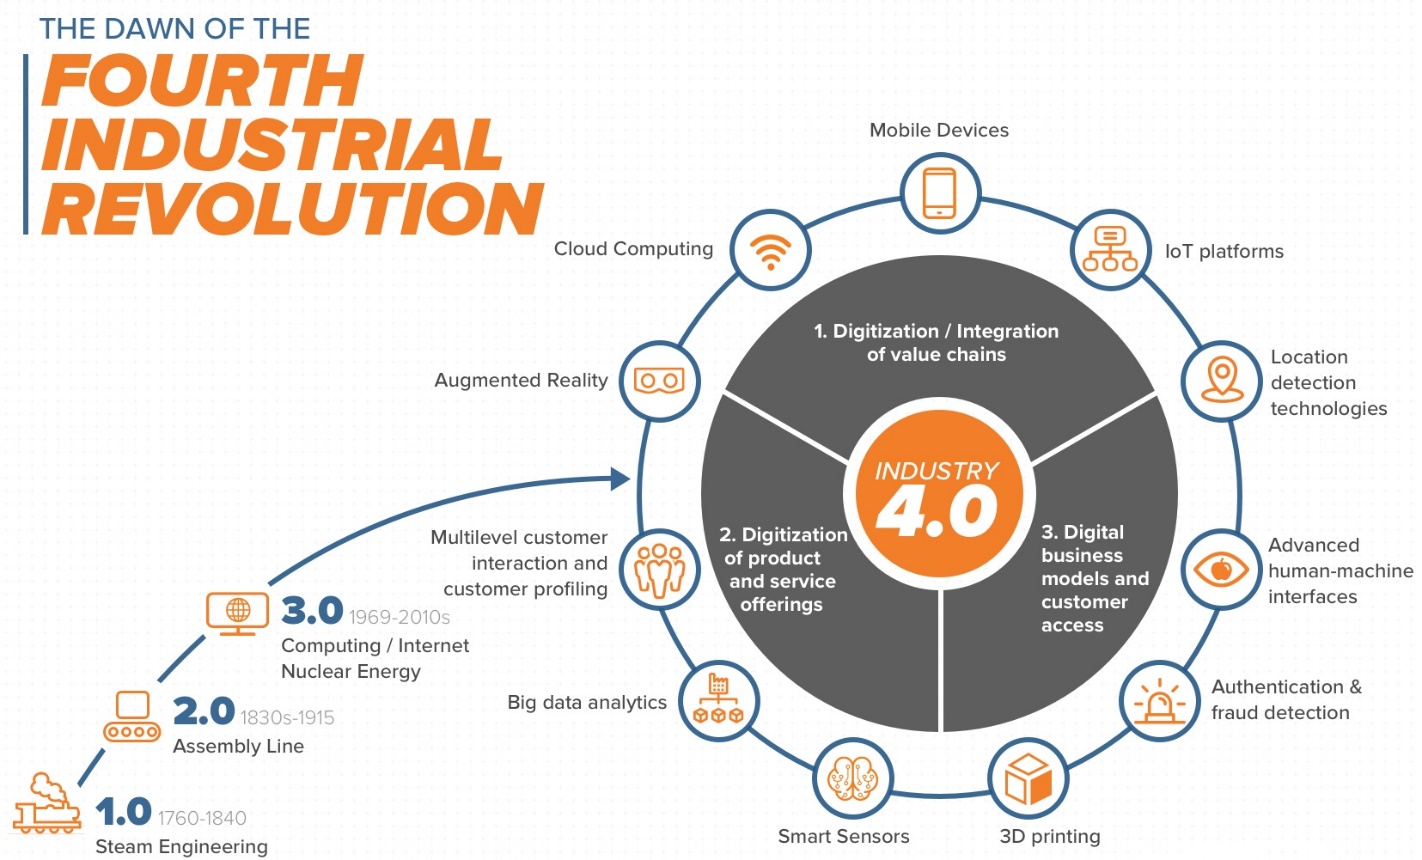 THE DAWN OF THE
FOURTH
INDUSTRIAL
REVOLUTION
Mobile Devices
Cloud Computing
IoT platforms
Augmented Reality
Location
detection
technologies
1. Digitization / Integration
of value chains
INDUSTRY
4.0
2. Digitization
of product
and service
offerings
3. Digital
business
models and
customer
access
Multilevel customer
interaction and
customer profiling
Advanced
human-machine
interfaces
Big data analytics
Authentication &
fraud detection
Smart Sensors
3D printing
3.0 1969-2010s
Computing / Internet
Nuclear Energy
2.0 1830s-1915
Assembly Line
1.0 1760-1840
Steam Engineering